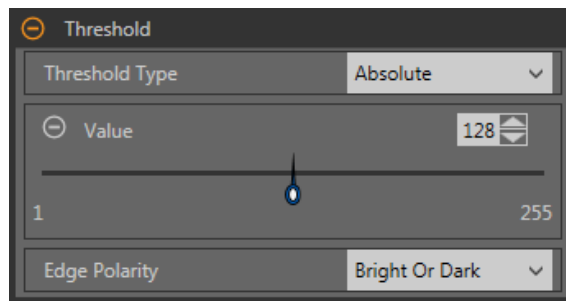 Threshold
Threshold Type Absolute
Value 128
1 255
Edge Polarity Bright Or Dark